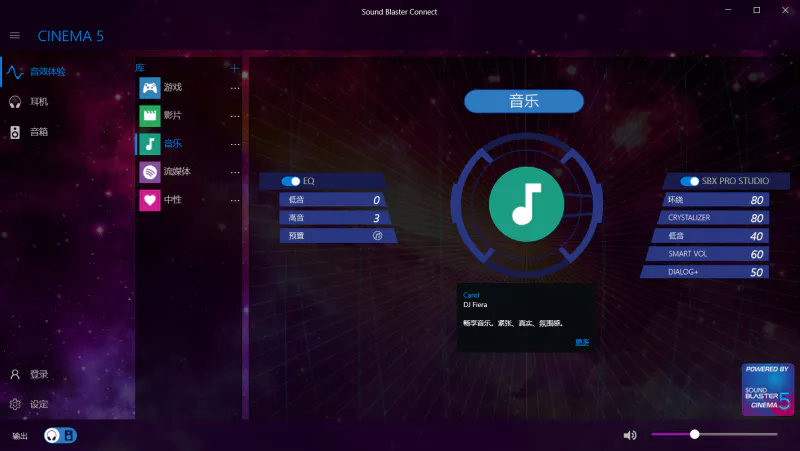 Sound Blaster Connect
CINEMA 5
音效体验
耳机
音箱
登录
设定
库
游戏
影片
音乐
流媒体
中性
音乐
EQ
低音 0
高音 3
预置
SBX PRO STUDIO
环绕 80
CRYSTALIZER 80
低音 40
SMART VOL 60
DIALOG+ 50
Carol
DJ Fiera
畅享音乐。紧张、真实、氛围感。
更多
POWERED BY
SOUND
BLASTER
CINEMA 5
输出